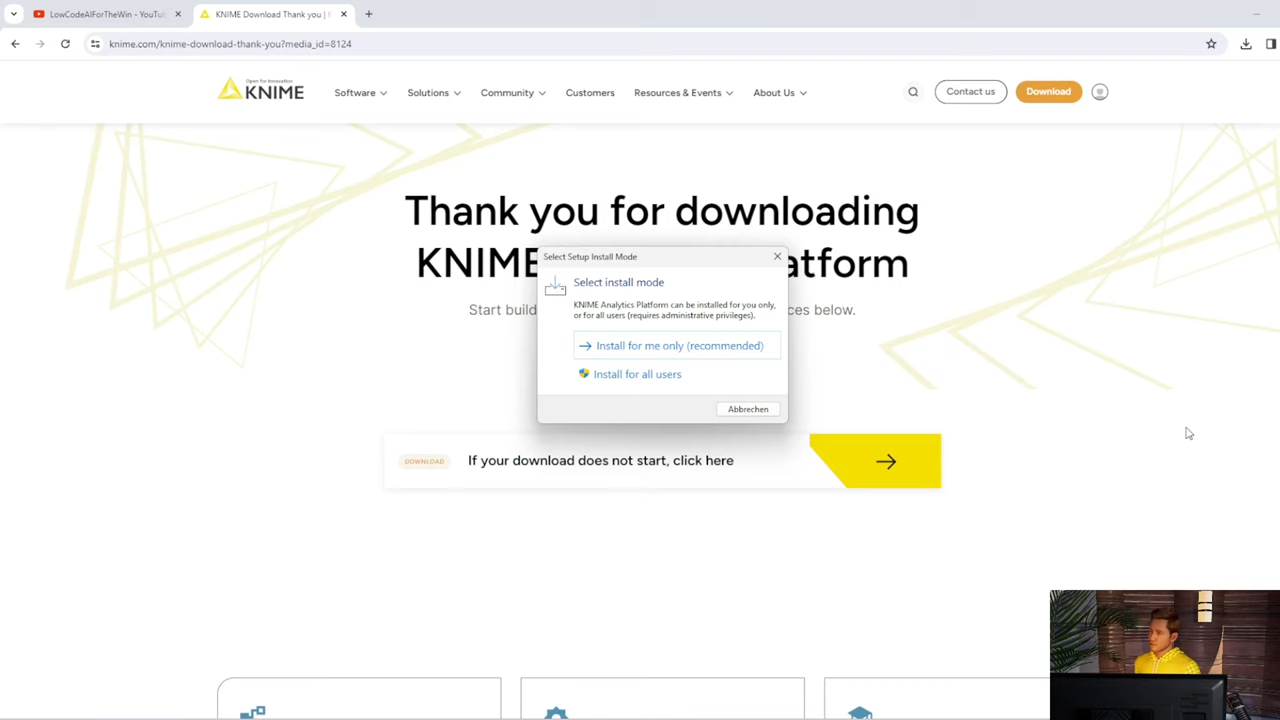 LowCodeAIForTheWin - YouTu
KNIME Download Thank you |
knime.com/knime-download-thank-you?media_id=8124
Open for Innovation
KNIME
Software
Solutions
Community
Customers
Resources & Events
About Us
Contact us
Download
Thank you for downloading
KNIME
atform
Start build
ces below.
Select Setup Install Mode
Select install mode
KNIME Analytics Platform can be installed for you only,
or for all users (requires administrative privileges).
Install for me only (recommended)
Install for all users
Abbrechen
DOWNLOAD
If your download does not start, click here